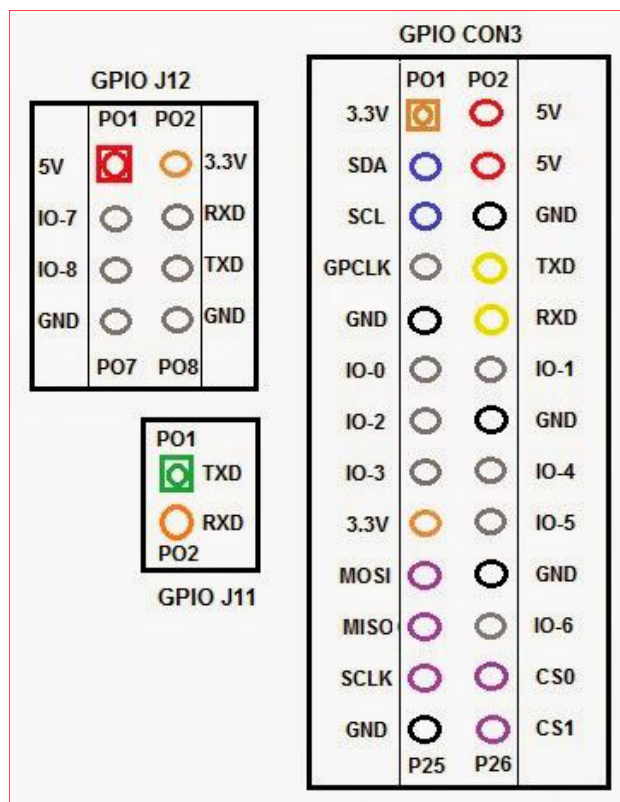 GPIO J12
PO1 PO2
5V 3.3V
IO-7 RXD
IO-8 TXD
GND GND
PO7 PO8
PO1
TXD
RXD
PO2
GPIO J11
GPIO CON3
PO1 PO2
3.3V 5V
SDA 5V
SCL GND
GPCLK TXD
GND RXD
IO-0 IO-1
IO-2 GND
IO-3 IO-4
3.3V IO-5
MOSI GND
MISO IO-6
SCLK CS0
GND CS1
P25 P26